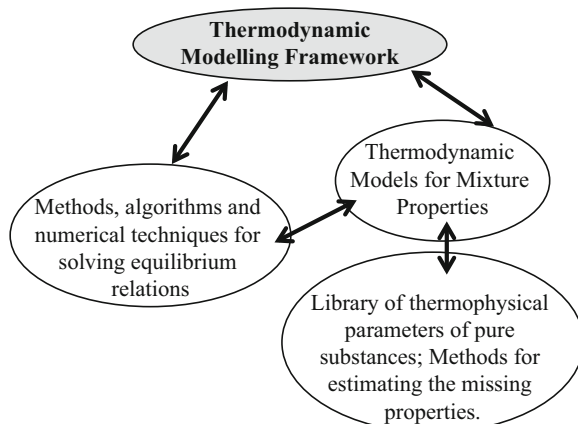 Thermodynamic
Modelling Framework
Thermodynamic
Models for Mixture
Properties
Methods, algorithms and
numerical techniques for
solving equilibrium
relations
Library of thermophysical
parameters of pure
substances; Methods for
estimating the missing
properties.